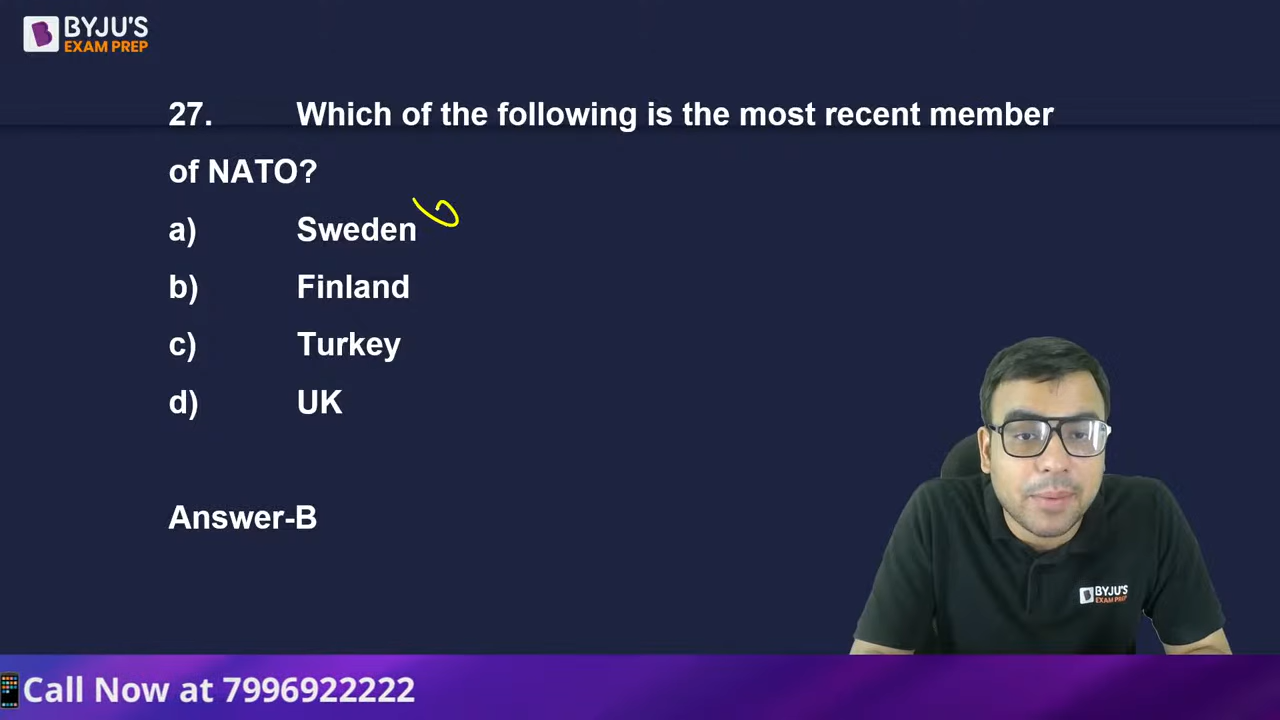 BYJU'S
EXAM PREP
27. Which of the following is the most recent member
of NATO?
a) Sweden
b) Finland
c) Turkey
d) UK
Answer-B
BYJU'S
EXAM PREP
Call Now at 7996922222